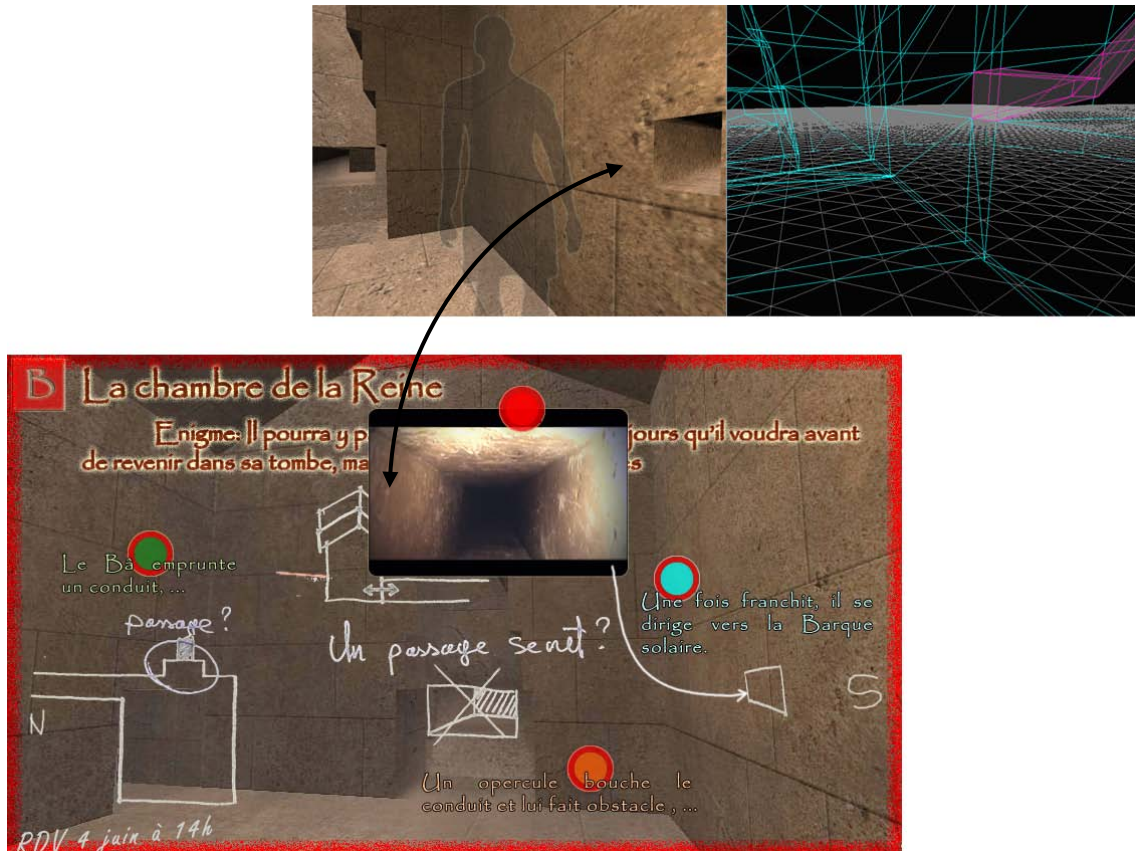 B La chambre de la Reine
Enigme: Il pourra y p jours qu'il voudra avant
de revenir dans sa tombe, ma es
Le Bâ emprunte
un conduit, ...
Une fois franchit, il se
dirige vers la Barque
solaire.
passage?
Un passage secret?
N
S
Un opercule bouche le
conduit et lui fait obstacle , ...
RDV 4 juin à 14h